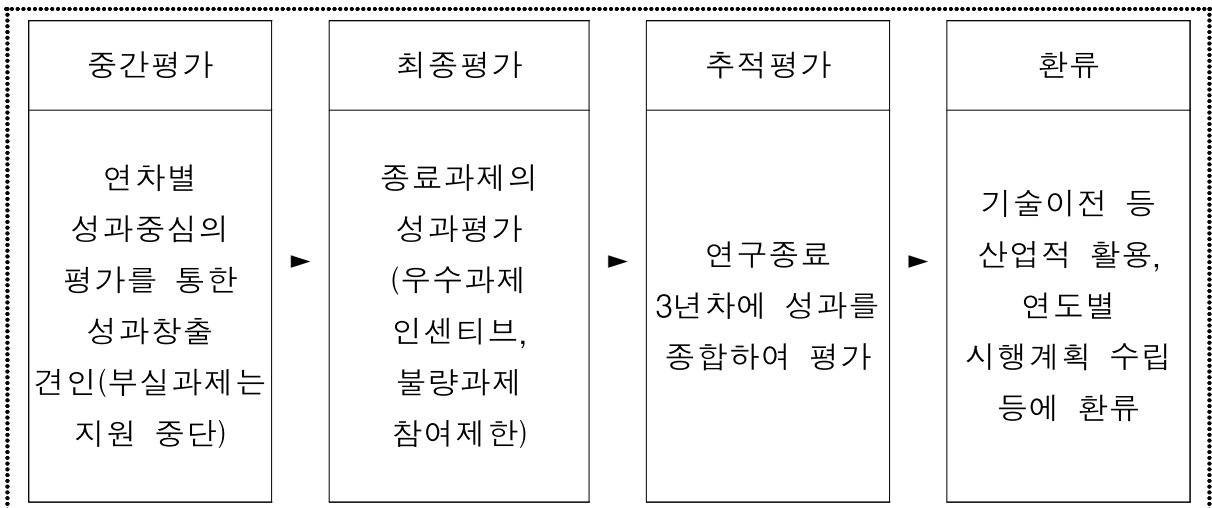 중간평가
연차별
성과중심의
평가를 통한
성과창출
견인(부실과제는
지원 중단)
►
최종평가
종료과제의
성과평가
(우수과제
인센티브,
불량과제
참여제한)
►
추적평가
연구종료
3년차에 성과를
종합하여 평가
►
환류
기술이전 등
산업적 활용,
연도별
시행계획 수립
등에 환류